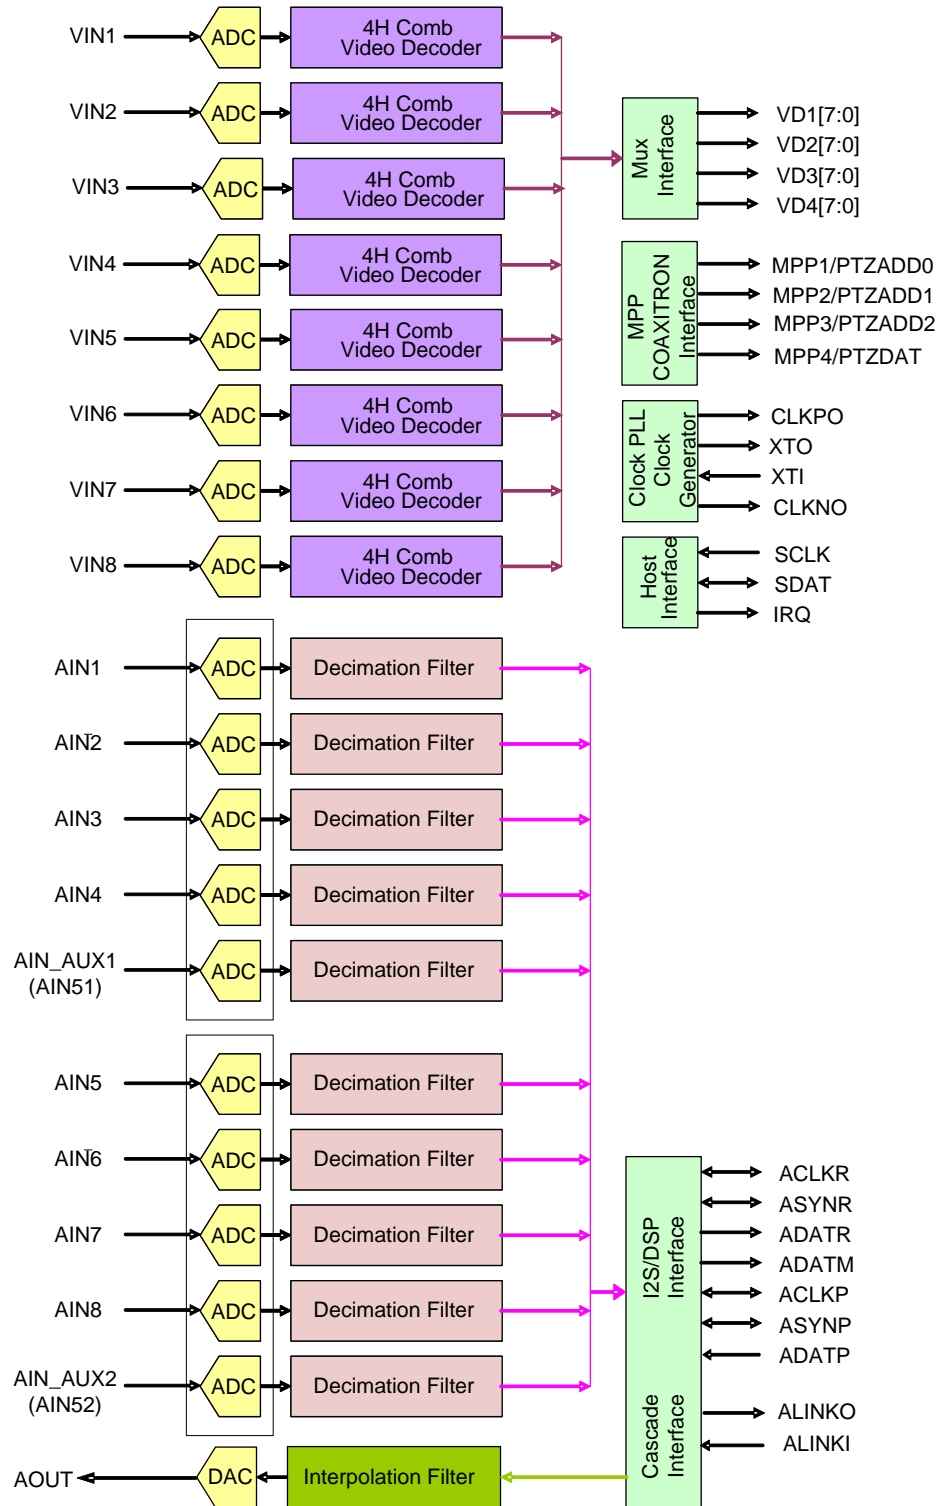 VIN1
ADC
4H Comb
Video Decoder
VIN2
ADC
4H Comb
Video Decoder
VIN3
ADC
4H Comb
Video Decoder
VIN4
ADC
4H Comb
Video Decoder
VIN5
ADC
4H Comb
Video Decoder
VIN6
ADC
4H Comb
Video Decoder
VIN7
ADC
4H Comb
Video Decoder
VIN8
ADC
4H Comb
Video Decoder
Mux
Interface
VD1[7:0]
VD2[7:0]
VD3[7:0]
VD4[7:0]
MPP
COAXITRON
Interface
MPP1/PTZADD0
MPP2/PTZADD1
MPP3/PTZADD2
MPP4/PTZDAT
Clock PLL
Clock
Generator
CLKPO
XTO
XTI
CLKNO
Host
Interface
SCLK
SDAT
IRQ
AIN1
ADC
Decimation Filter
AIN2
ADC
Decimation Filter
AIN3
ADC
Decimation Filter
AIN4
ADC
Decimation Filter
AIN_AUX1
(AIN51)
ADC
Decimation Filter
AIN5
ADC
Decimation Filter
AIN6
ADC
Decimation Filter
AIN7
ADC
Decimation Filter
AIN8
ADC
Decimation Filter
AIN_AUX2
(AIN52)
ADC
Decimation Filter
I2S/DSP
Interface
ACLKR
ASYNR
ADATR
ADATM
ACLKP
ASYNP
ADATP
Cascade
Interface
ALINKO
ALINKI
AOUT
DAC
Interpolation Filter